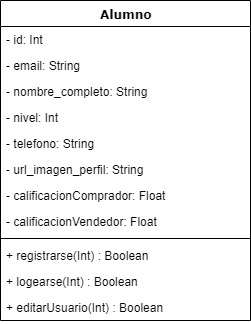 Alumno
- id: Int
- email: String
- nombre_completo: String
- nivel: Int
- telefono: String
- url_imagen_perfil: String
- calificacionComprador: Float
- calificacionVendedor: Float
+ registrarse(Int) : Boolean
+ logearse(Int) : Boolean
+ editarUsuario(Int) : Boolean